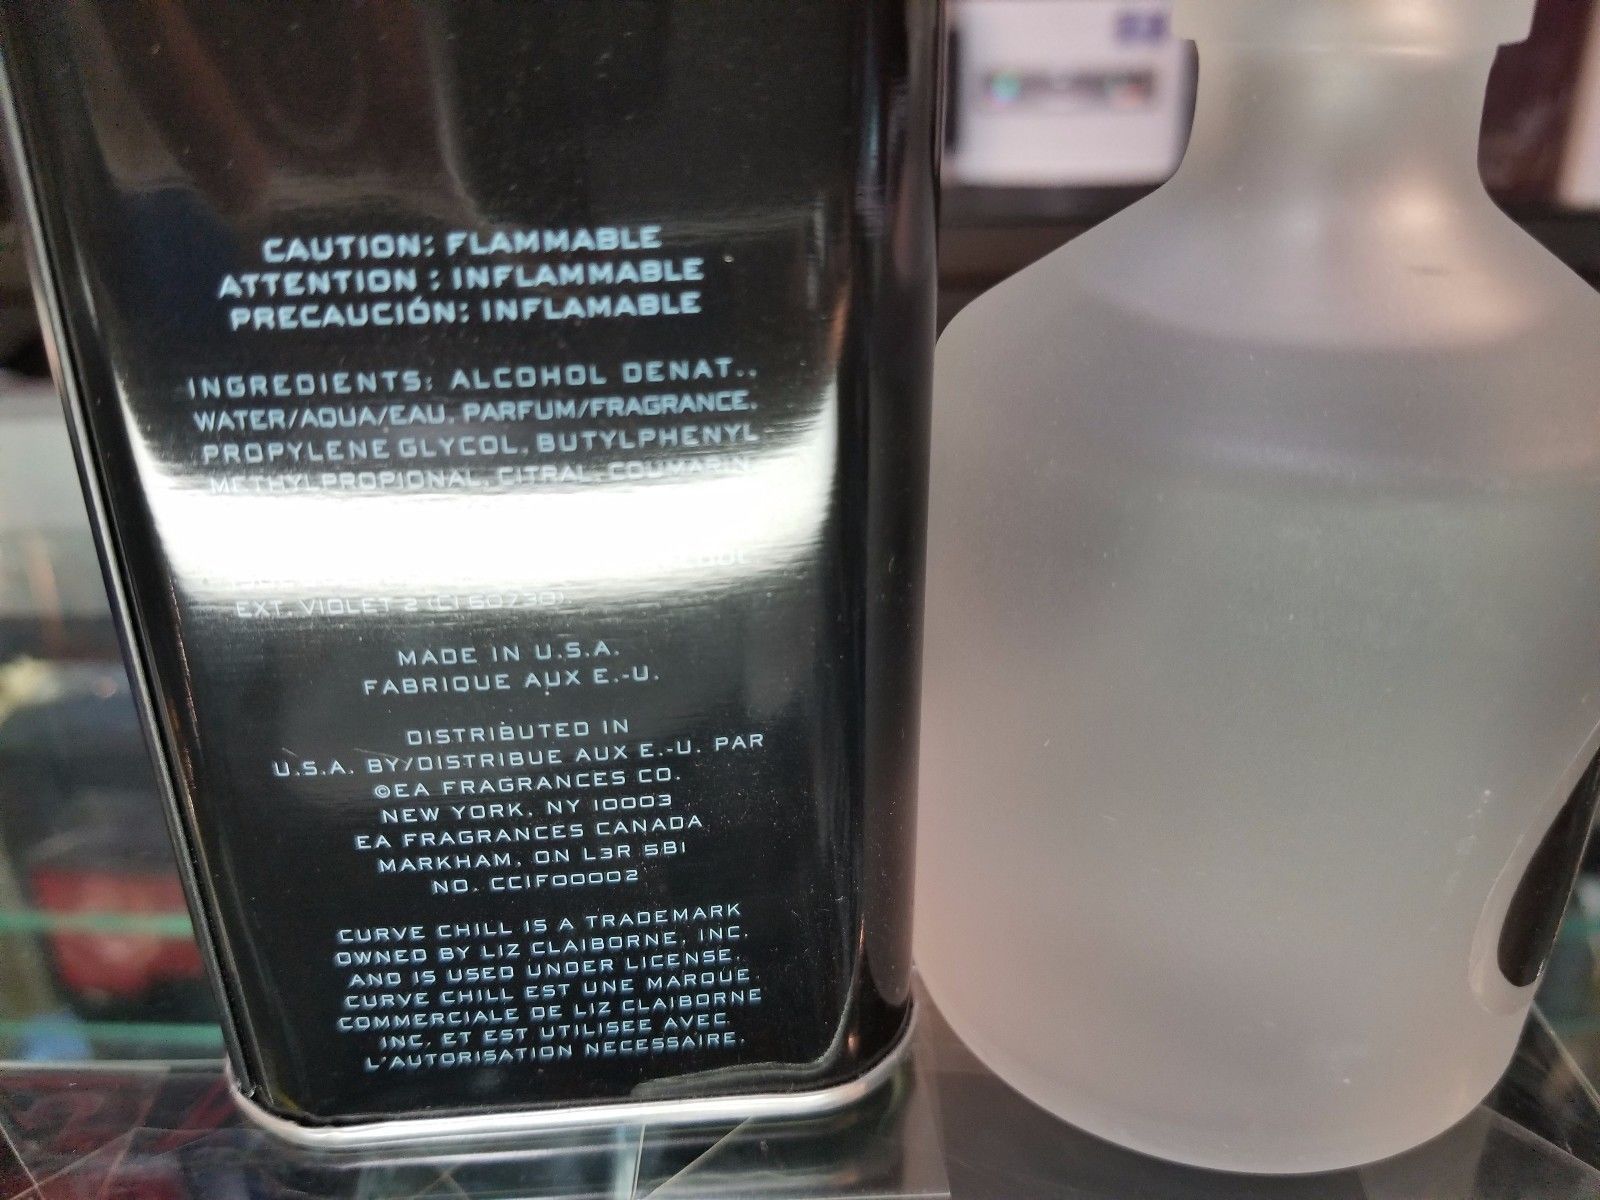 CAUTION: FLAMMABLE
ATTENTION : INFLAMMABLE
PRECAUCIÓN: INFLAMABLE
INGREDIENTS: ALCOHOL DENAT.,
WATER/AQUA/EAU, PARFUM/FRAGRANCE,
PROPYLENE GLYCOL, BUTYLPHENYL
METHYLPROPIONAL, CITRAL, COUMARIN,
EXT. VIOLET 2 (CI 60730).
MADE IN U.S.A.
FABRIQUE AUX E.-U.
DISTRIBUTED IN
U.S.A. BY/DISTRIBUE AUX E.-U. PAR
©EA FRAGRANCES CO.
NEW YORK, NY 10003
EA FRAGRANCES CANADA
MARKHAM, ON L3R 5B1
NO. CCIF00002
CURVE CHILL IS A TRADEMARK
OWNED BY LIZ CLAIBORNE, INC.
AND IS USED UNDER LICENSE.
CURVE CHILL EST UNE MARQUE
COMMERCIALE DE LIZ CLAIBORNE
INC. ET EST UTILISEE AVEC
L'AUTORISATION NECESSAIRE.